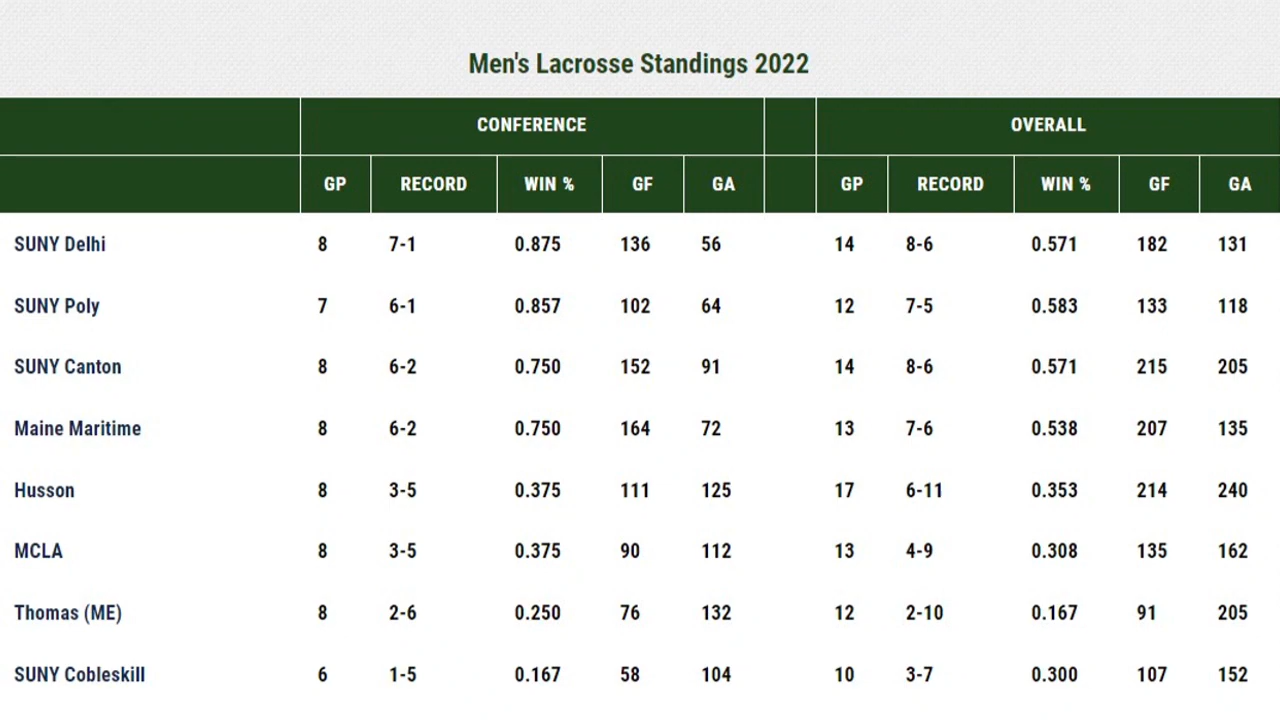 Men's Lacrosse Standings 2022
CONFERENCE OVERALL
GP RECORD WIN % GF GA GP RECORD WIN % GF GA
SUNY Delhi 8 7-1 0.875 136 56 14 8-6 0.571 182 131
SUNY Poly 7 6-1 0.857 102 64 12 7-5 0.583 133 118
SUNY Canton 8 6-2 0.750 152 91 14 8-6 0.571 215 205
Maine Maritime 8 6-2 0.750 164 72 13 7-6 0.538 207 135
Husson 8 3-5 0.375 111 125 17 6-11 0.353 214 240
MCLA 8 3-5 0.375 90 112 13 4-9 0.308 135 162
Thomas (ME) 8 2-6 0.250 76 132 12 2-10 0.167 91 205
SUNY Cobleskill 6 1-5 0.167 58 104 10 3-7 0.300 107 152